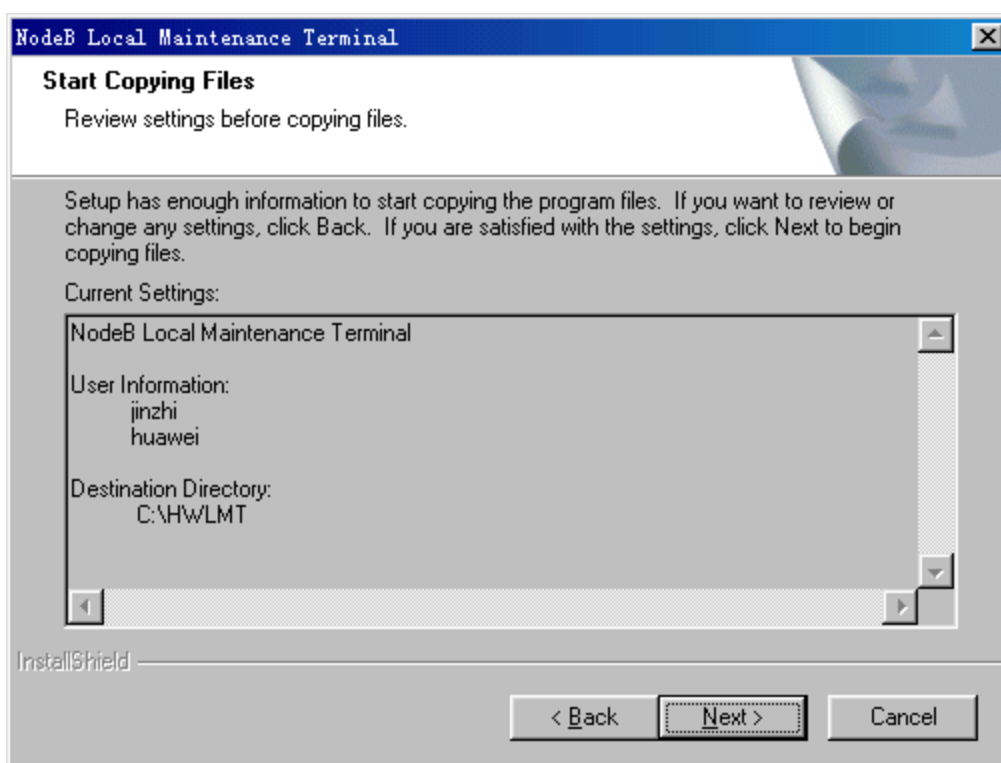 NodeB Local Maintenance Terminal
Start Copying Files
Review settings before copying files.
Setup has enough information to start copying the program files.  If you want to review or
change any settings, click Back.  If you are satisfied with the settings, click Next to begin
copying files.
Current Settings:
NodeB Local Maintenance Terminal
User Information:
jinzhi
huawei
Destination Directory:
C:\HWLMT
InstallShield
< Back
Next >
Cancel